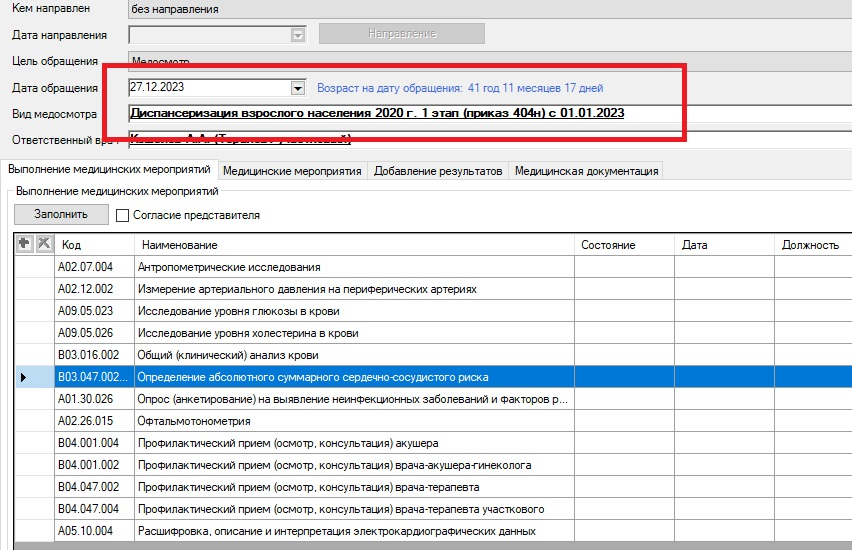 Кем направлен без направления
Дата направления Направление
Цель обращения Медосмотр
Дата обращения 27.12.2023 Возраст на дату обращения: 41 год 11 месяцев 17 дней
Вид медосмотра Диспансеризация взрослого населения 2020 г. 1 этап (приказ 404н) с 01.01.2023
Ответственный
Выполнение медицинских мероприятий Медицинские мероприятия Добавление результатов Медицинская документация
Выполнение медицинских мероприятий
Заполнить Согласие представителя
Код Наименование Состояние Дата Должность
A02.07.004 Антропометрические исследования
A02.12.002 Измерение артериального давления на периферических артериях
A09.05.023 Исследование уровня глюкозы в крови
A09.05.026 Исследование уровня холестерина в крови
B03.016.002 Общий (клинический) анализ крови
B03.047.002... Определение абсолютного суммарного сердечно-сосудистого риска
A01.30.026 Опрос (анкетирование) на выявление неинфекционных заболеваний и факторов р...
A02.26.015 Офтальмотонометрия
B04.001.004 Профилактический прием (осмотр, консультация) акушера
B04.001.002 Профилактический прием (осмотр, консультация) врача-акушера-гинеколога
B04.047.002 Профилактический прием (осмотр, консультация) врача-терапевта
B04.047.004 Профилактический прием (осмотр, консультация) врача-терапевта участкового
A05.10.004 Расшифровка, описание и интерпретация электрокардиографических данных